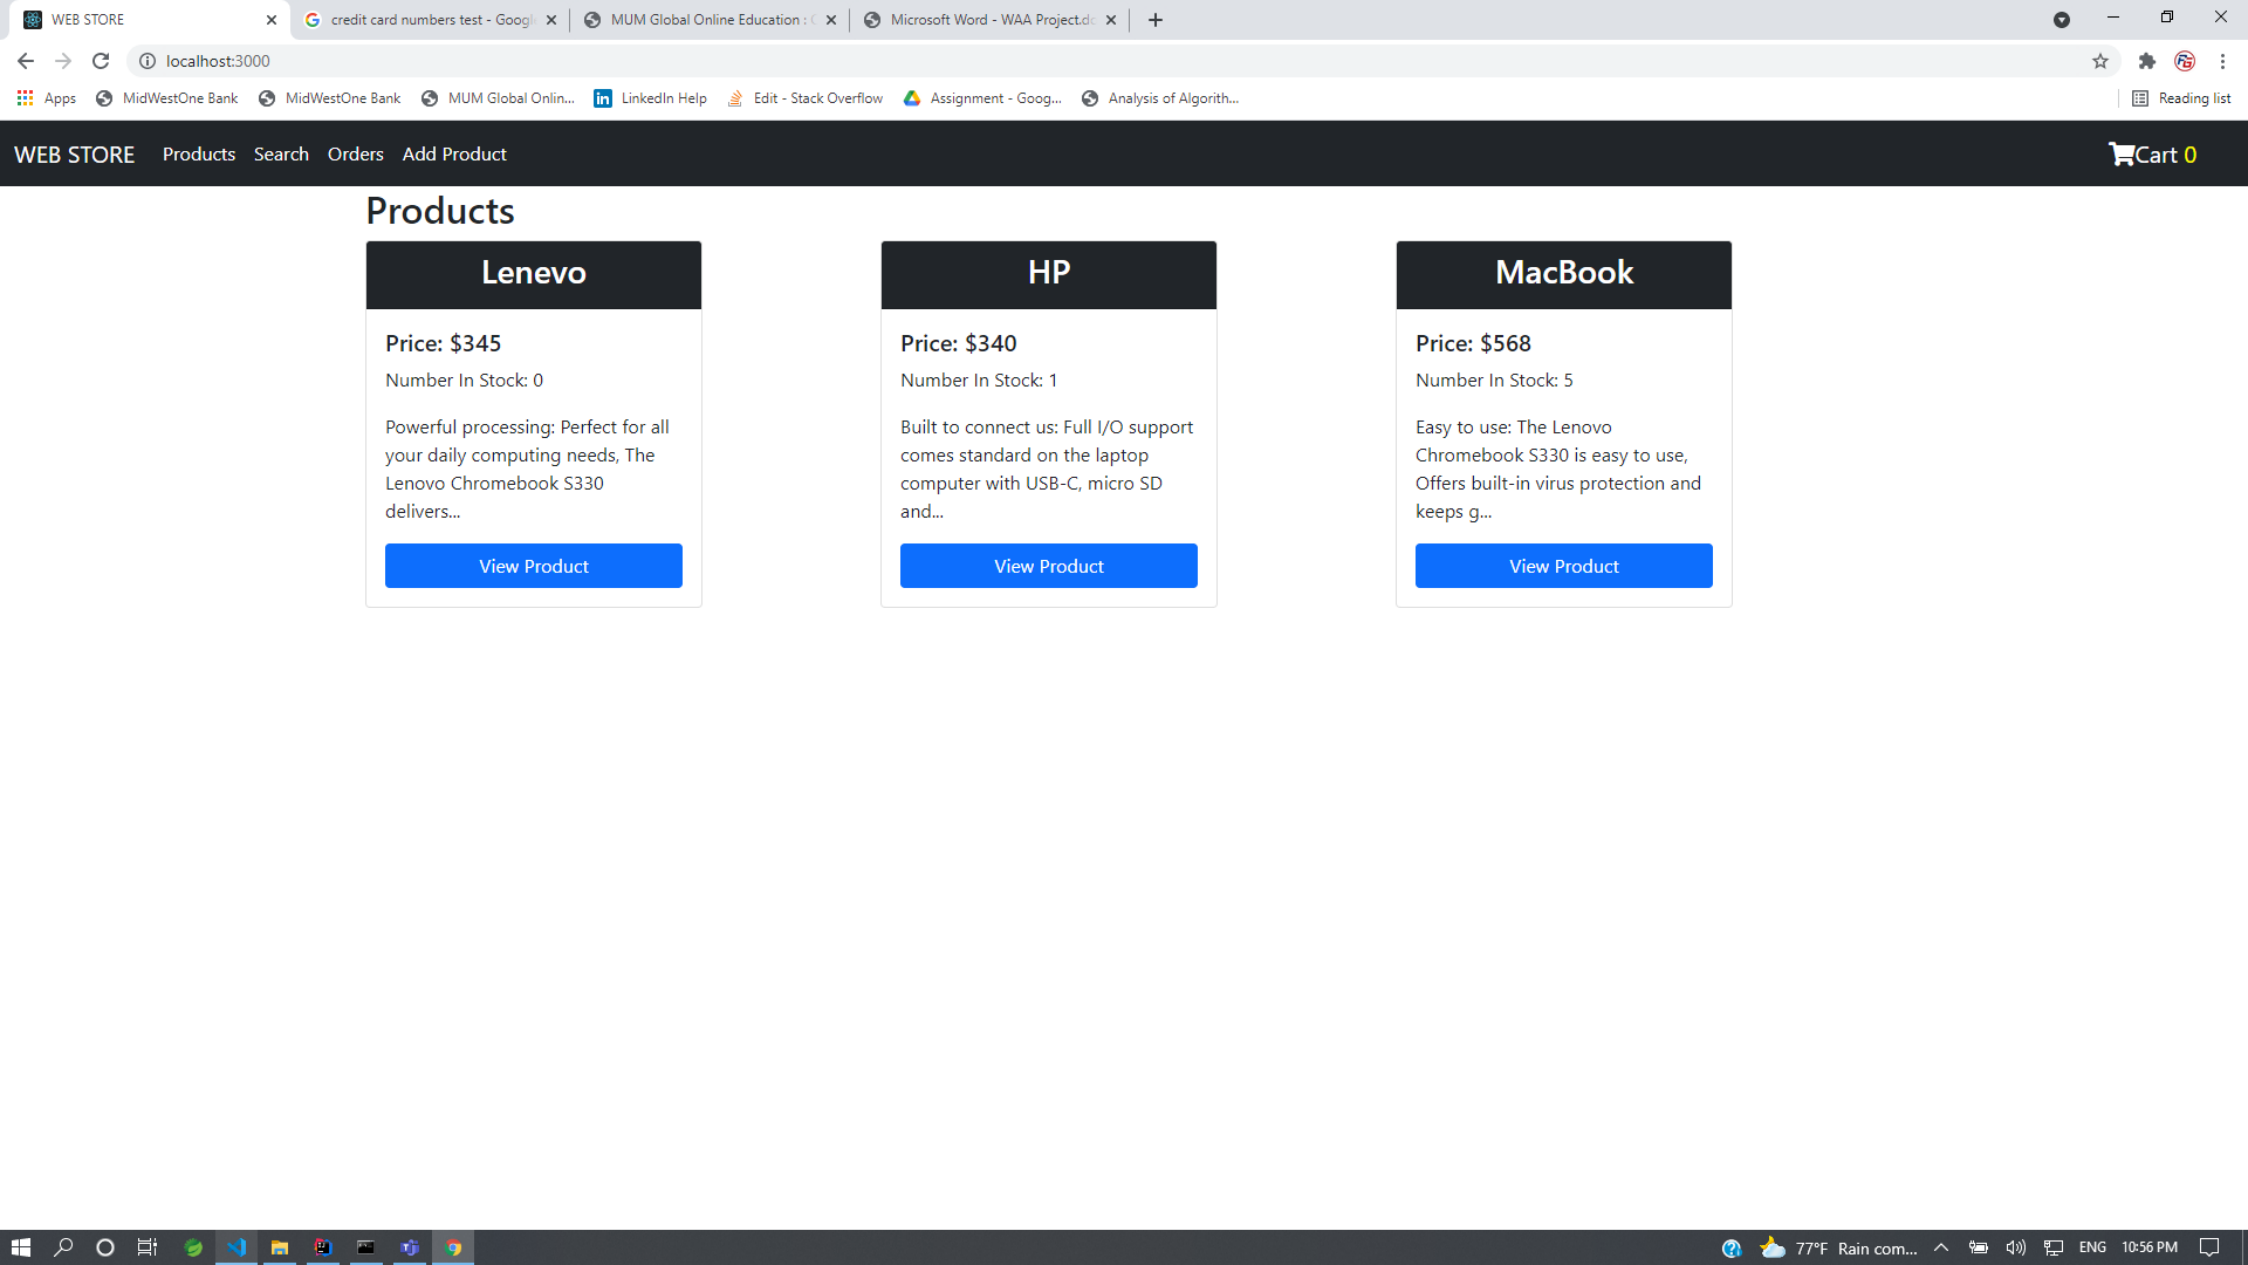 WEB STORE
credit card numbers test - Googl
MUM Global Online Education :
Microsoft Word - WAA Project.do
localhost:3000
Apps
MidWestOne Bank
MidWestOne Bank
MUM Global Onlin...
in LinkedIn Help
Edit - Stack Overflow
Assignment - Goog...
Analysis of Algorith...
Reading list
WEB STORE Products Search Orders Add Product Cart 0
Products
Lenevo
Price: $345
Number In Stock: 0
Powerful processing: Perfect for all
your daily computing needs, The
Lenovo Chromebook S330
delivers...
View Product
HP
Price: $340
Number In Stock: 1
Built to connect us: Full I/O support
comes standard on the laptop
computer with USB-C, micro SD
and...
View Product
MacBook
Price: $568
Number In Stock: 5
Easy to use: The Lenovo
Chromebook S330 is easy to use,
Offers built-in virus protection and
keeps g...
View Product
77°F Rain com... ENG 10:56 PM